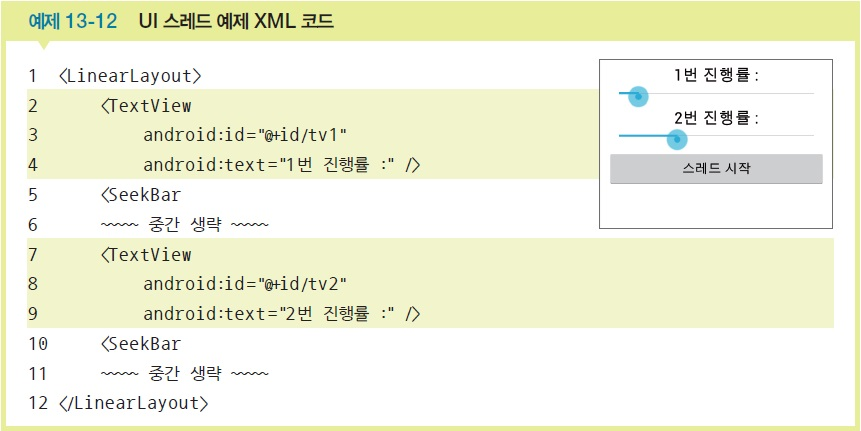 예제 13-12 UI 스레드 예제 XML 코드
1 <LinearLayout>
2 <TextView
3 android:id="@+id/tv1"
4 android:text="1번 진행률 :" />
5 <SeekBar
6 ~~~~~ 중간 생략 ~~~~~
7 <TextView
8 android:id="@+id/tv2"
9 android:text="2번 진행률 :" />
10 <SeekBar
11 ~~~~~ 중간 생략 ~~~~~
12 </LinearLayout>
1번 진행률 :
2번 진행률 :
스레드 시작